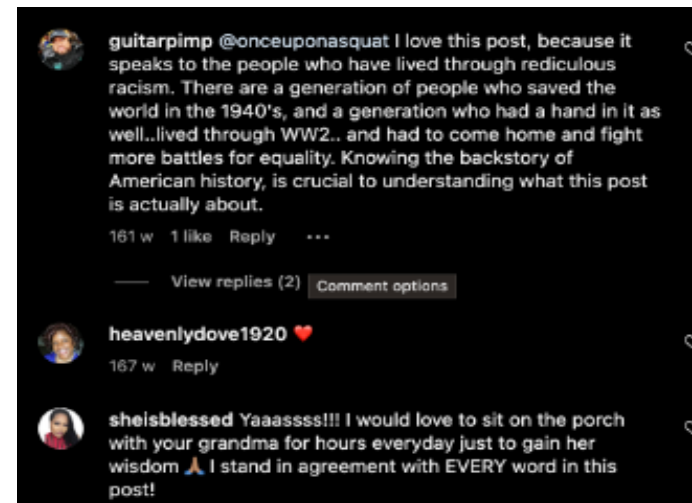 guitarpimp @onceuponasquat I love this post, because it
speaks to the people who have lived through rediculous
racism. There are a generation of people who saved the
world in the 1940's, and a generation who had a hand in it as
well..lived through WW2.. and had to come home and fight
more battles for equality. Knowing the backstory of
American history, is crucial to understanding what this post
is actually about.
161 w 1 like Reply ...
View replies (2) Comment options
heavenlydove1920 ❤️
167 w Reply
sheisblessed Yaaassss!!! I would love to sit on the porch
with your grandma for hours everyday just to gain her
wisdom 🙏🏽 I stand in agreement with EVERY word in this
post!